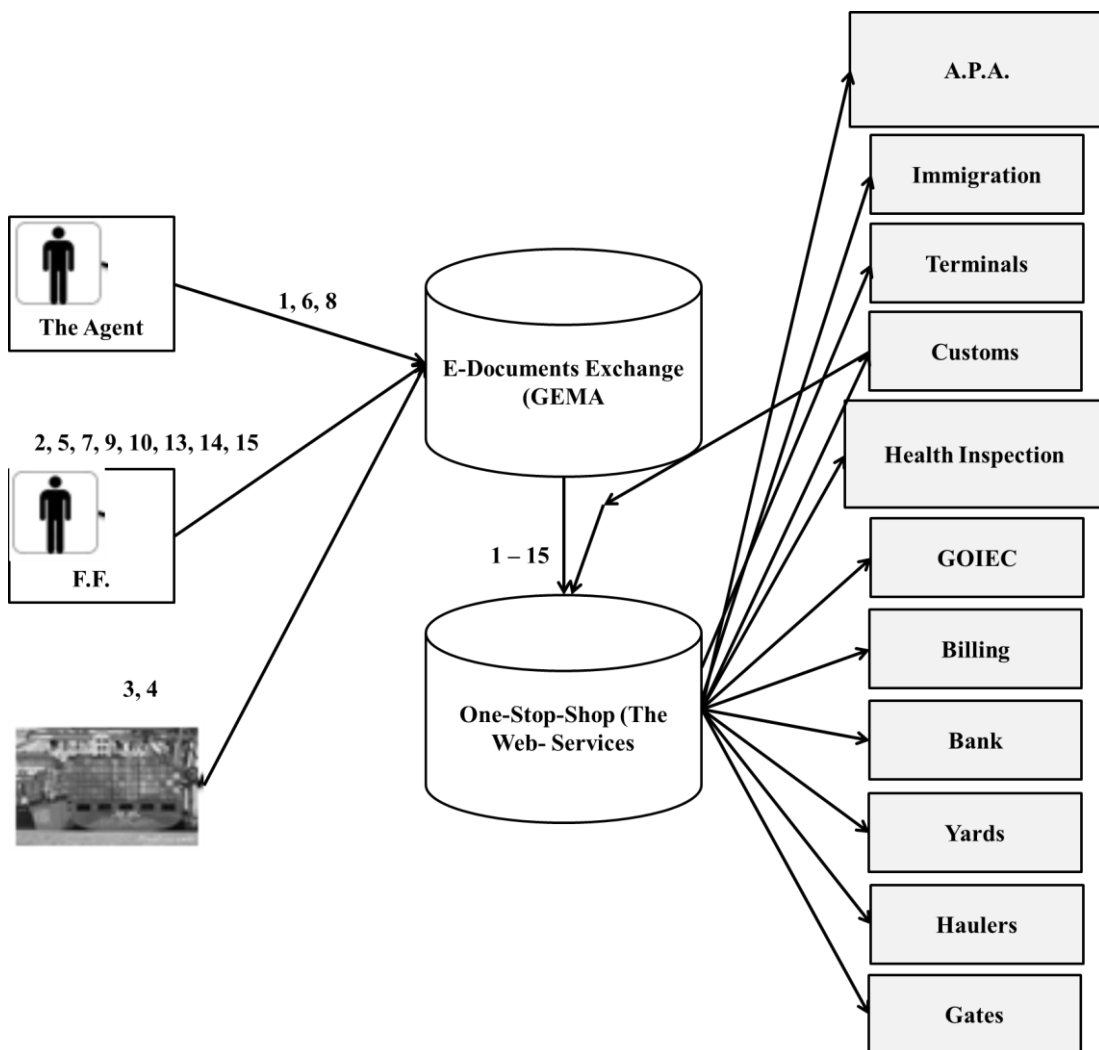 The Agent
1, 6, 8
2, 5, 7, 9, 10, 13, 14, 15
F.F.
3, 4
E-Documents Exchange
(GEMA
1 – 15
One-Stop-Shop (The
Web- Services
A.P.A.
Immigration
Terminals
Customs
Health Inspection
GOIEC
Billing
Bank
Yards
Haulers
Gates